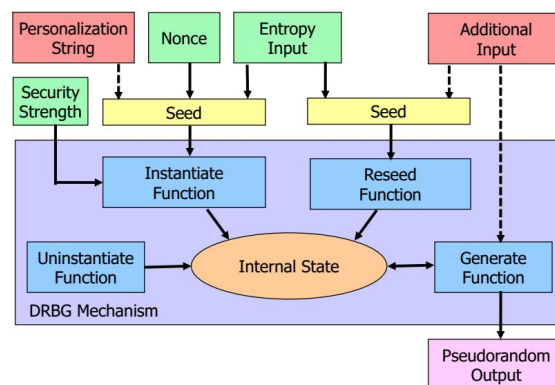 Personalization
String
Nonce
Entropy
Input
Additional
Input
Security
Strength
Seed
Seed
Instantiate
Function
Reseed
Function
Uninstantiate
Function
Internal State
Generate
Function
DRBG Mechanism
Pseudorandom
Output